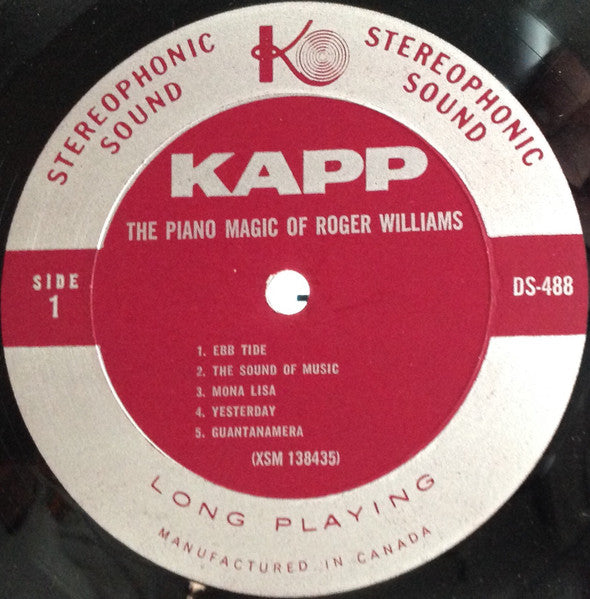 STEREOPHONIC
SOUND
K
STEREOPHONIC
SOUND
KAPP
THE PIANO MAGIC OF ROGER WILLIAMS
SIDE
1
DS-488
1. EBB TIDE
2. THE SOUND OF MUSIC
3. MONA LISA
4. YESTERDAY
5. GUANTANAMERA
(XSM 138435)
LONG PLAYING
MANUFACTURED IN CANADA